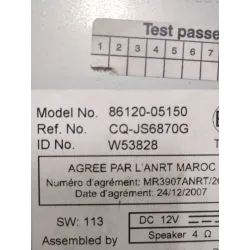 Test passe
1 2 3 4 5 6 7
Model No. 86120-05150
Ref. No. CQ-JS6870G
ID No. W53828
AGREE PAR L'ANRT MAROC
Numéro d'agrément: MR3907ANRT/20
Date d'agrément: 24/12/2007
SW: 113
DC 12V
Speaker 4 Ω
Assembled by